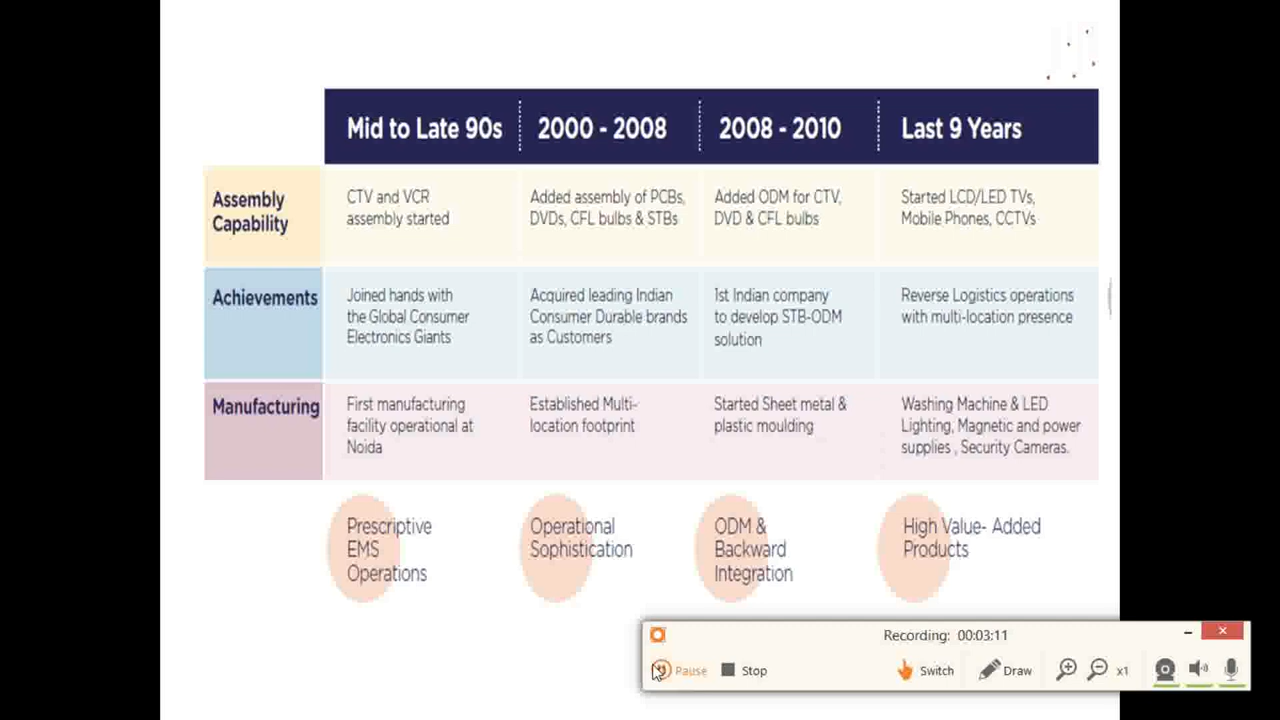 Mid to Late 90s
2000 - 2008
2008 - 2010
Last 9 Years
Assembly
Capability
CTV and VCR
assembly started
Added assembly of PCBs,
DVDs, CFL bulbs & STBs
Added ODM for CTV,
DVD & CFL bulbs
Started LCD/LED TVs,
Mobile Phones, CCTVs
Achievements
Joined hands with
the Global Consumer
Electronics Giants
Acquired leading Indian
Consumer Durable brands
as Customers
1st Indian company
to develop STB-ODM
solution
Reverse Logistics operations
with multi-location presence
Manufacturing
First manufacturing
facility operational at
Noida
Established Multi-
location footprint
Started Sheet metal &
plastic moulding
Washing Machine & LED
Lighting, Magnetic and power
supplies , Security Cameras.
Prescriptive
EMS
Operations
Operational
Sophistication
ODM &
Backward
Integration
High Value- Added
Products
Recording: 00:03:11
Pause
Stop
Switch
Draw
x1